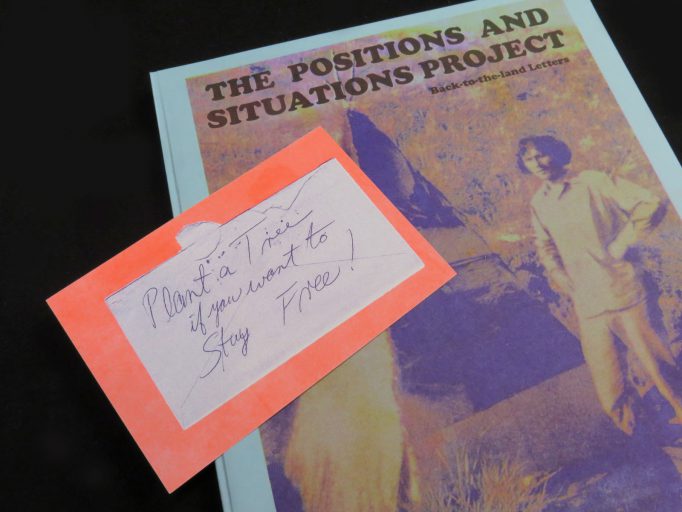 THE POSITIONS AND
SITUATIONS PROJECT
Back-to-the-land Letters
Plant a Tree
if you want to
Stay Free!